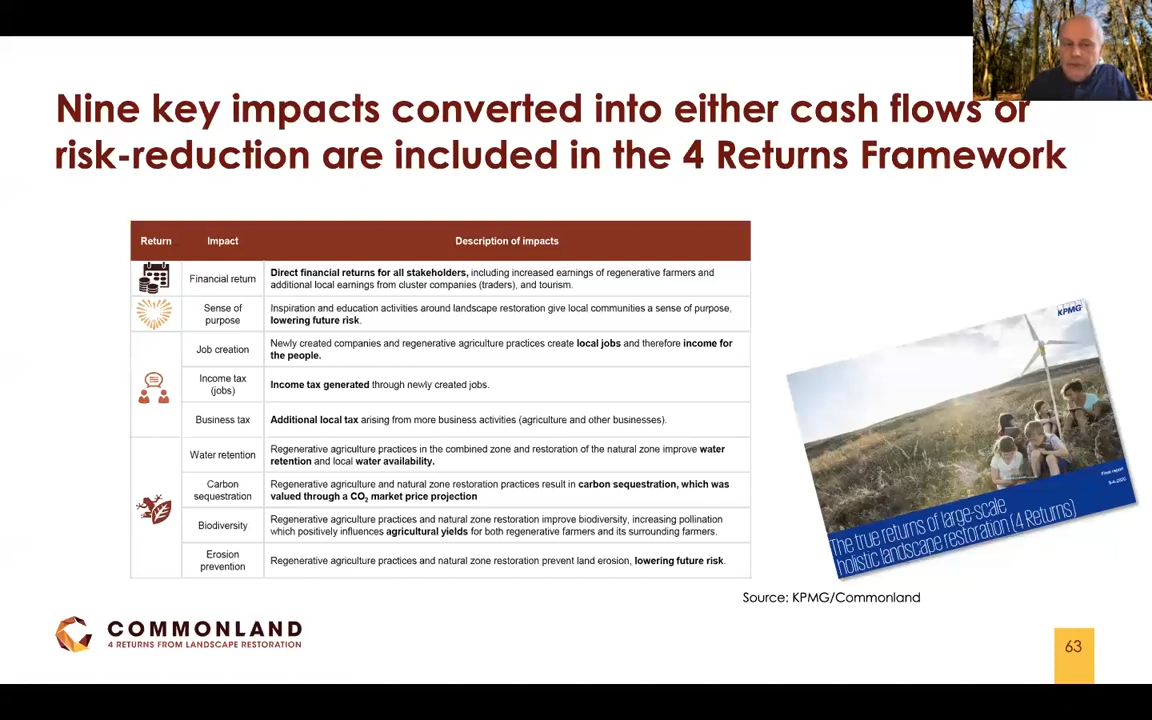 Nine key impacts converted into either cash flows or
risk-reduction are included in the 4 Returns Framework
Return Impact Description of impacts
Financial return
Direct financial returns for all stakeholders, including increased earnings of regenerative farmers and
additional local earnings from cluster companies (traders), and tourism.
Sense of
purpose
Inspiration and education activities around landscape restoration give local communities a sense of purpose,
lowering future risk.
Job creation
Newly created companies and regenerative agriculture practices create local jobs and therefore income for
the people.
Income tax
(jobs)
Income tax generated through newly created jobs.
Business tax
Additional local tax arising from more business activities (agriculture and other businesses).
Water retention
Regenerative agriculture practices in the combined zone and restoration of the natural zone improve water
retention and local water availability.
Carbon
sequestration
Regenerative agriculture and natural zone restoration practices result in carbon sequestration, which was
valued through a CO₂ market price projection
Biodiversity
Regenerative agriculture practices and natural zone restoration improve biodiversity, increasing pollination
which positively influences agricultural yields for both regenerative farmers and its surrounding farmers.
Erosion
prevention
Regenerative agriculture practices and natural zone restoration prevent land erosion, lowering future risk.
KPMG
The true returns of large-scale
holistic landscape restoration (4 Returns)
Final report
Source: KPMG/Commonland
COMMONLAND
4 RETURNS FROM LANDSCAPE RESTORATION
63